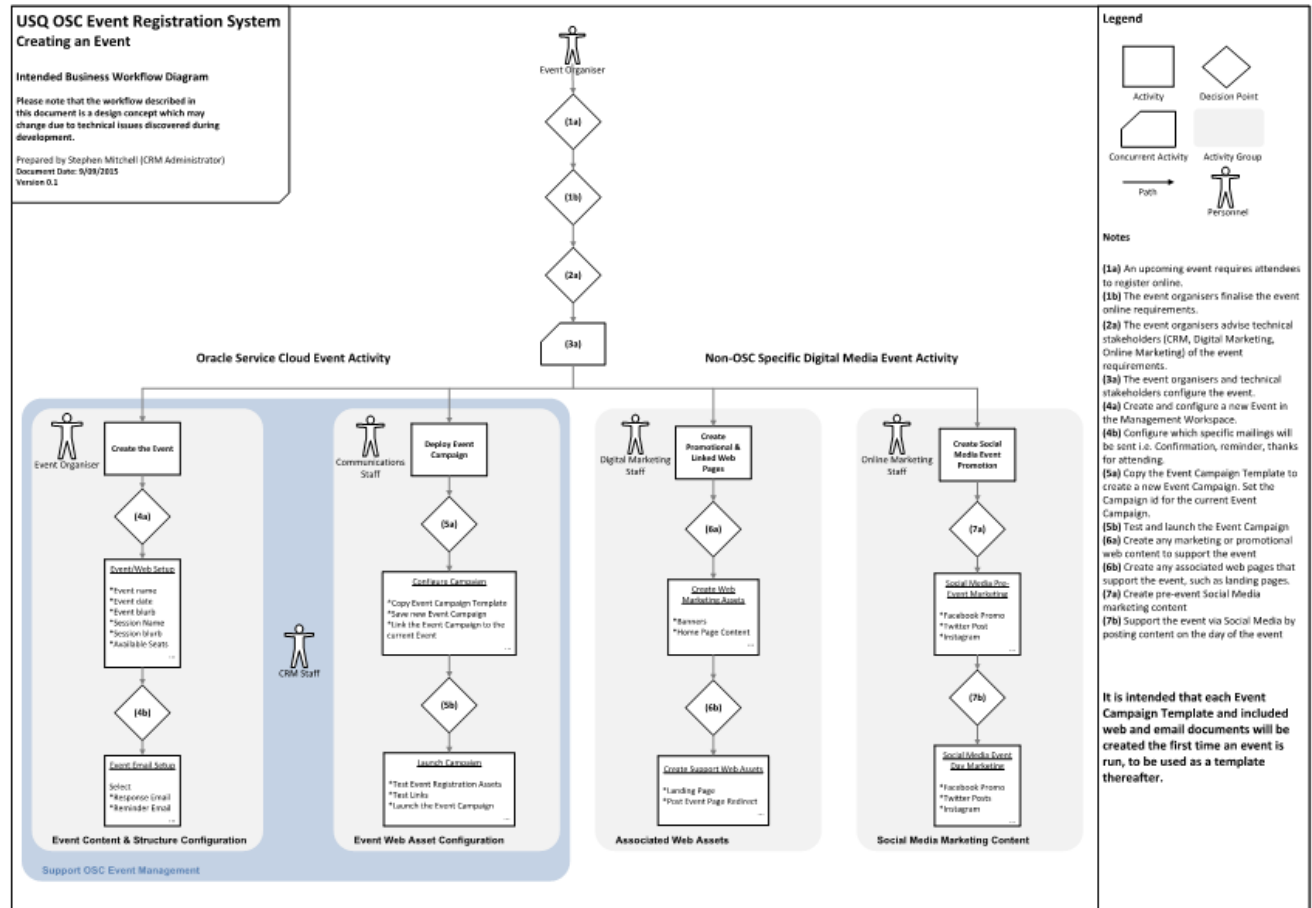 USQ OSC Event Registration System
Creating an Event
Intended Business Workflow Diagram
Please note that the workflow described in
this document is a design concept which may
change due to technical issues discovered during
development.
Prepared by Stephen Mitchell (CRM Administrator)
Document Date: 9/09/2015
Version 0.1
Event Organiser
(1a)
(1b)
(2a)
(3a)
Oracle Service Cloud Event Activity
Non-OSC Specific Digital Media Event Activity
Event Organiser
Create the Event
(4a)
Event/Web Setup
*Event name
*Event date
*Event blurb
*Session Name
*Session blurb
*Available Seats
...
(4b)
Event Email Setup
Select
*Response Email
*Reminder Email
...
Event Content & Structure Configuration
CRM Staff
Communications
Staff
Deploy Event
Campaign
(5a)
Configure Campaign
*Copy Event Campaign Template
*Save new Event Campaign
*Link the Event Campaign to the
current Event
...
(5b)
Launch Campaign
*Test Event Registration Assets
*Test Links
*Launch the Event Campaign
...
Event Web Asset Configuration
Support OSC Event Management
Digital Marketing
Staff
Create
Promotional &
Linked Web
Pages
(6a)
Create Web
Marketing Assets
*Banners
*Home Page Content
...
(6b)
Create Support Web Assets
*Landing Page
*Post Event Page Redirect
...
Associated Web Assets
Online Marketing
Staff
Create Social
Media Event
Promotion
(7a)
Social Media Pre-
Event Marketing
*Facebook Promo
*Twitter Post
*Instagram
...
(7b)
Social Media Event
Day Marketing
*Facebook Promo
*Twitter Posts
*Instagram
...
Social Media Marketing Content
Legend
Activity
Decision Point
Concurrent Activity
Activity Group
Path
Personnel
Notes
(1a) An upcoming event requires attendees
to register online.
(1b) The event organisers finalise the event
online requirements.
(2a) The event organisers advise technical
stakeholders (CRM, Digital Marketing,
Online Marketing) of the event
requirements.
(3a) The event organisers and technical
stakeholders configure the event.
(4a) Create and configure a new Event in
the Management Workspace.
(4b) Configure which specific mailings will
be sent i.e. Confirmation, reminder, thanks
for attending.
(5a) Copy the Event Campaign Template to
create a new Event Campaign. Set the
Campaign id for the current Event
Campaign.
(5b) Test and launch the Event Campaign
(6a) Create any marketing or promotional
web content to support the event
(6b) Create any associated web pages that
support the event, such as landing pages.
(7a) Create pre-event Social Media
marketing content
(7b) Support the event via Social Media by
posting content on the day of the event
It is intended that each Event
Campaign Template and included
web and email documents will be
created the first time an event is
run, to be used as a template
thereafter.